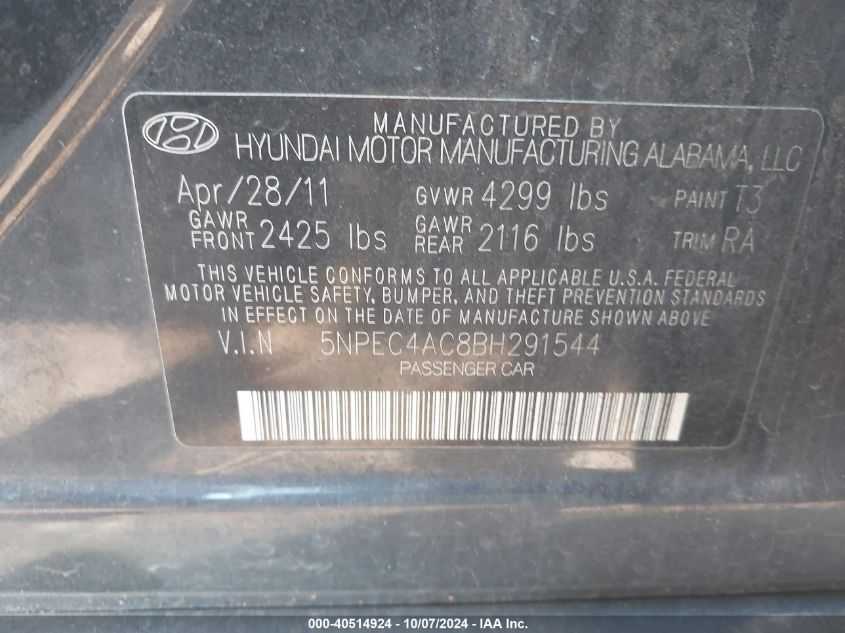 MANUFACTURED BY
HYUNDAI MOTOR MANUFACTURING ALABAMA, LLC
Apr/28/11 GVWR 4299 lbs PAINT T3
GAWR FRONT 2425 lbs GAWR REAR 2116 lbs TRIM RA
THIS VEHICLE CONFORMS TO ALL APPLICABLE U.S.A. FEDERAL
MOTOR VEHICLE SAFETY, BUMPER, AND THEFT PREVENTION STANDARDS
IN EFFECT ON THE DATE OF MANUFACTURE SHOWN ABOVE
V.I.N 5NPEC4AC8BH291544
PASSENGER CAR
000-40514924 - 10/07/2024 - IAA Inc.